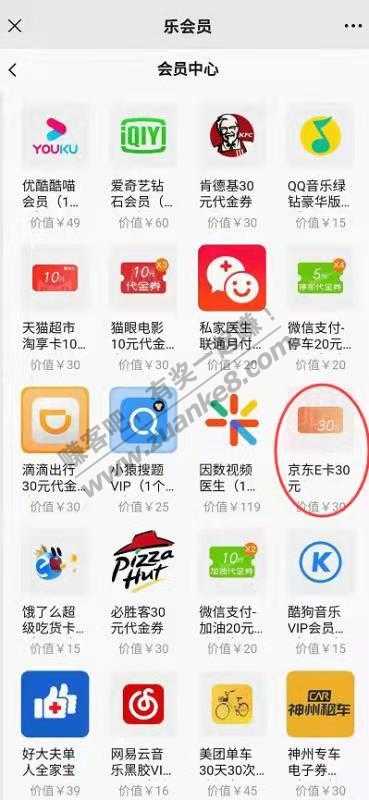 乐会员
会员中心
YOUKU
iQIYI
KFC
优酷酷喵
会员（1...
价值￥49
爱奇艺钻
石会员（...
价值￥60
肯德基30
元代金券
价值￥30
QQ音乐绿
钻豪华版...
价值￥15
10元
10元
代金券
×3
5元
停车代金券
×4
天猫超市
淘享卡10...
价值￥30
猫眼电影
10元代金...
价值￥30
私家医生
联通月付...
价值￥20
微信支付-
停车20元...
价值￥20
30
滴滴出行
30元代金...
价值￥30
小猿搜题
VIP（1个...
价值￥25
因数视频
医生（1...
价值￥119
京东E卡30
元
价值￥30
Pizza
Hut
10元
加油代金券
×2
K
饿了么超
级吃货卡...
价值￥15
必胜客30
元代金券
价值￥30
微信支付-
加油20元...
价值￥20
酷狗音乐
VIP会员...
价值￥15
CAR
神州租车
好大夫单
人全家宝
价值￥39
网易云音
乐黑胶VI...
价值￥16
美团单车
30天30次...
价值￥35
神州专车
电子券...
价值￥30
赚客吧，有奖一起赚！
www.zuanke8.com